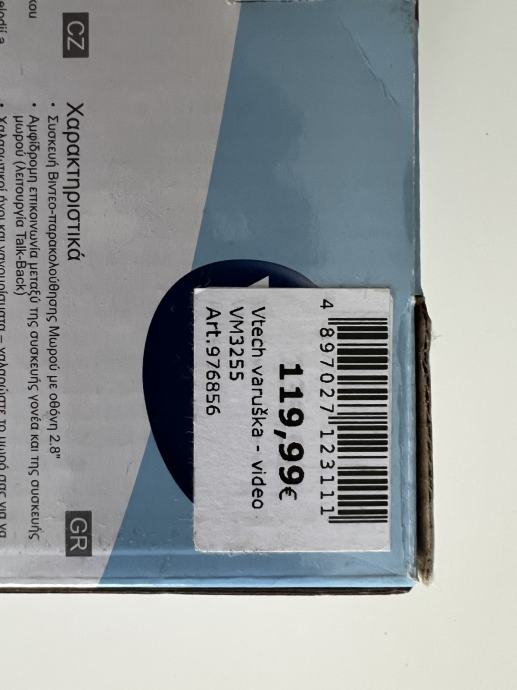 κου
CZ
Χαρακτηριστικά
• Συσκευή Βιντεο-παρακολούθησης Μωρού με οθόνη 2.8"
• Αμφίδρομη επικοινωνία μεταξύ της συσκευής γονέα και της συσκευής
μωρού (λειτουργία Talk-Back)
GR
4 897027 123111
119,99€
Vtech varuška - video
VM3255
Art.976856